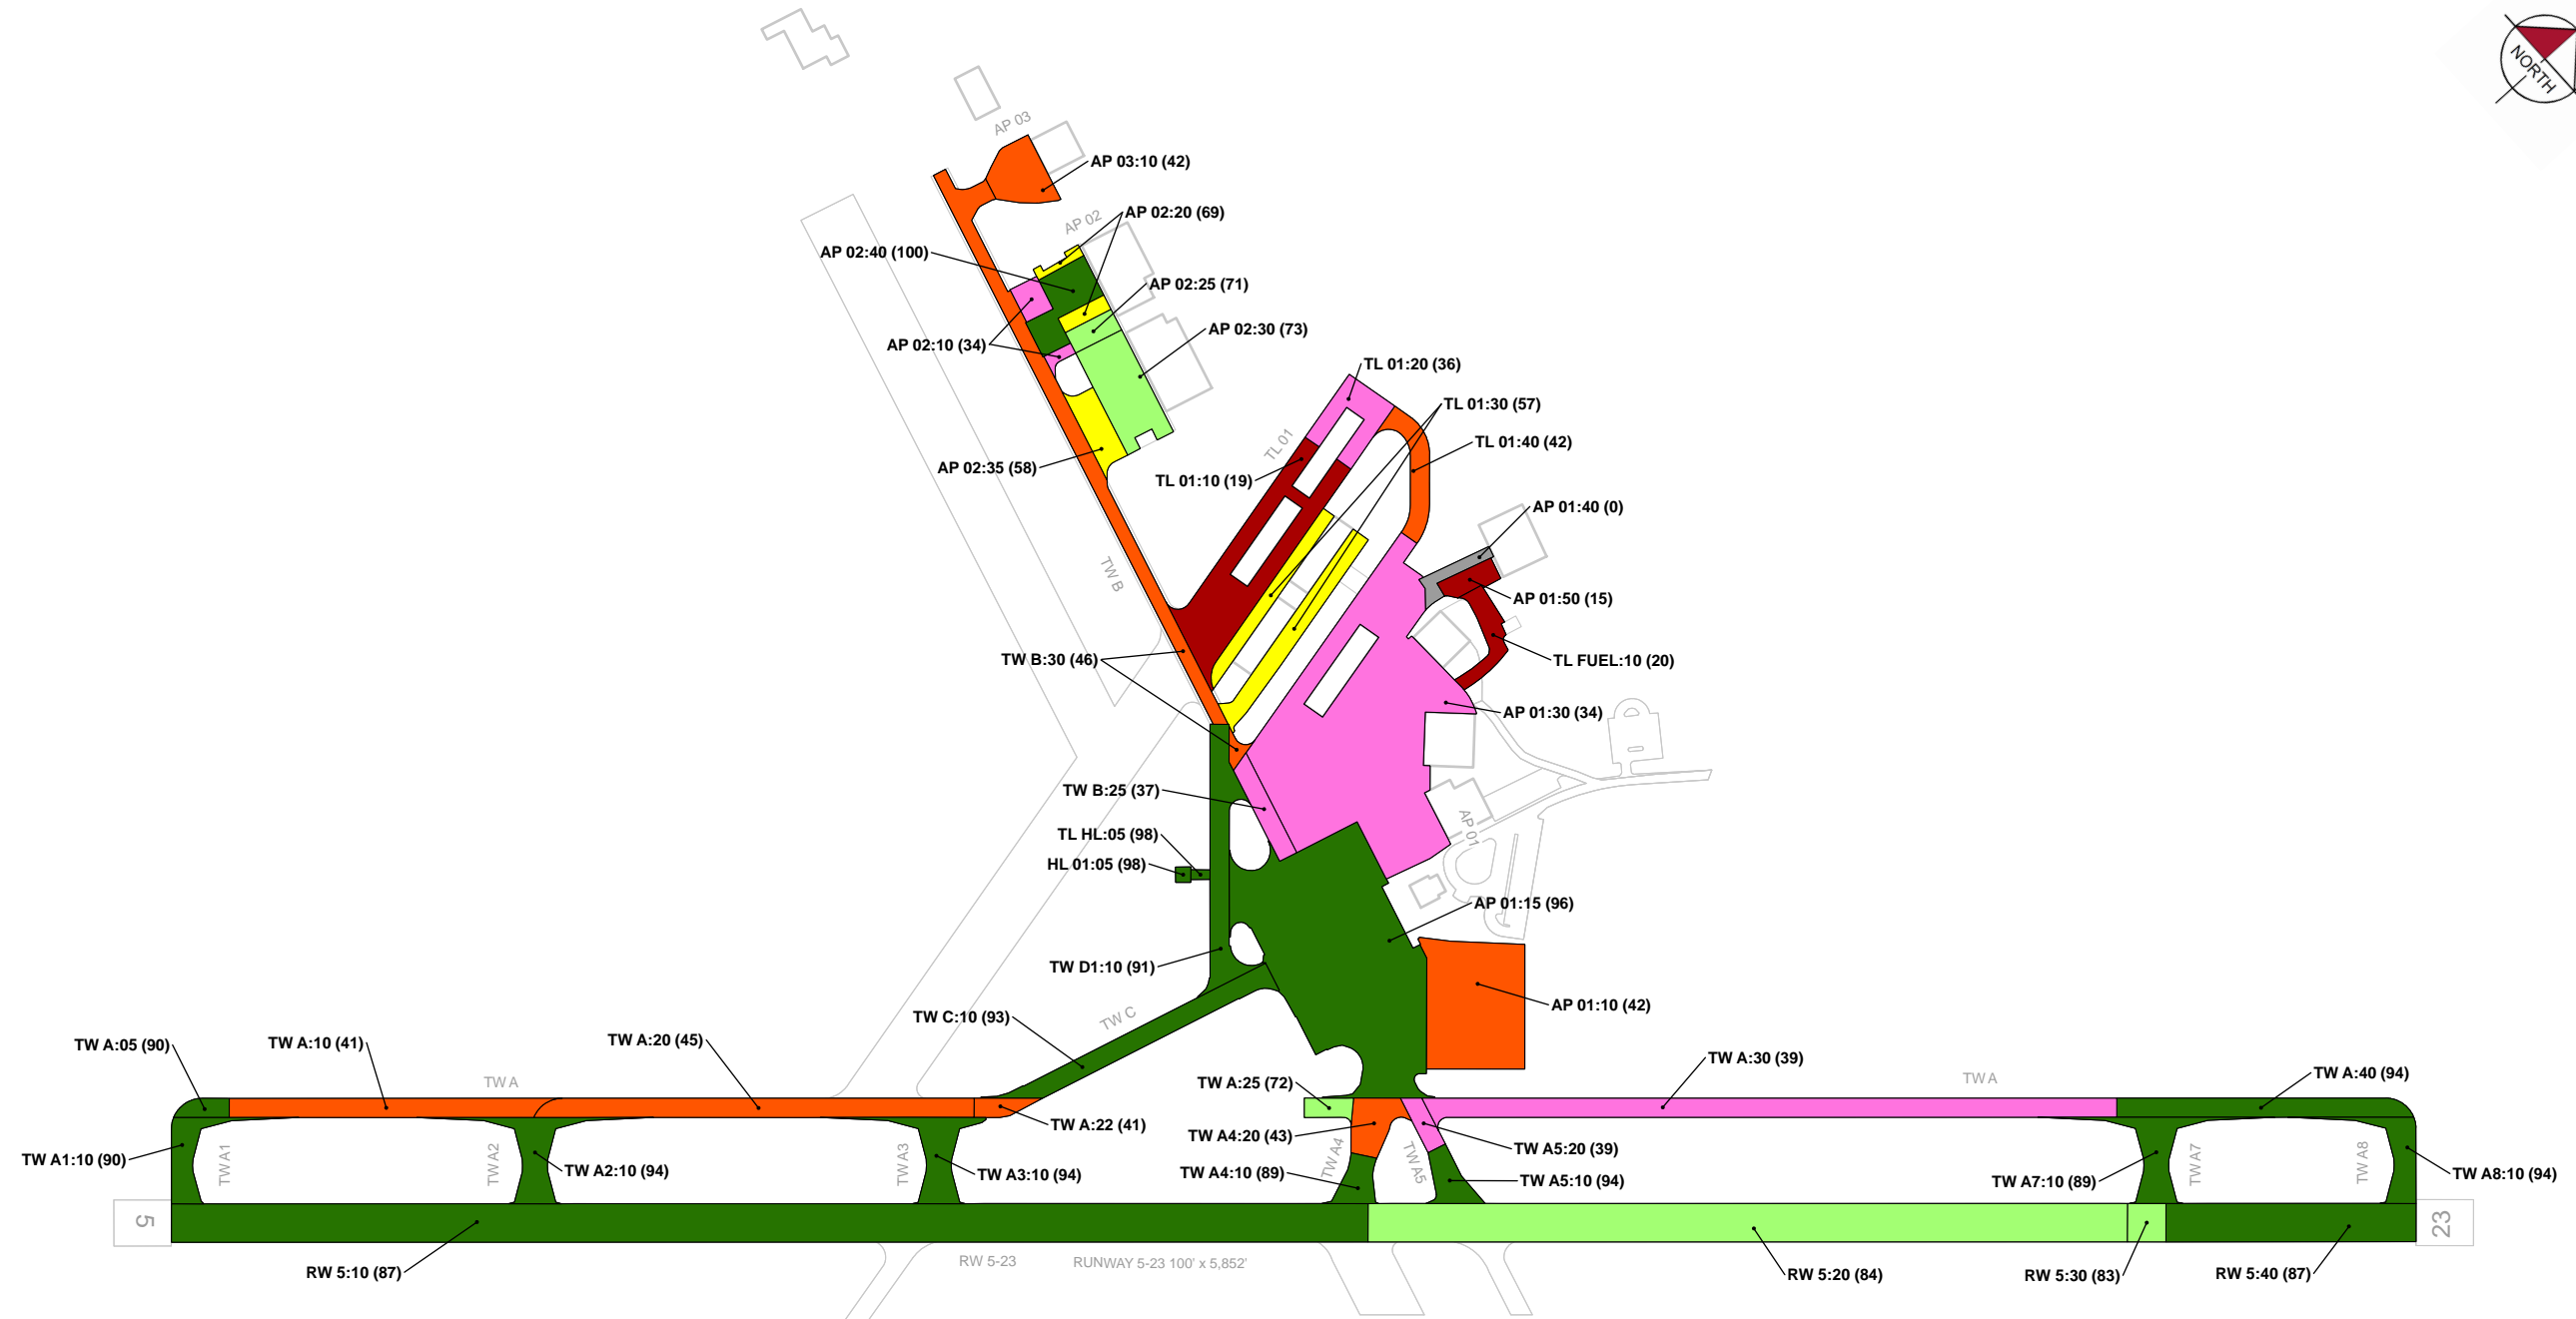 NORTH
AP 03
AP 03:10 (42)
AP 02:20 (69)
AP 02
AP 02:40 (100)
AP 02:25 (71)
AP 02:30 (73)
AP 02:10 (34)
TL 01:20 (36)
TL 01:30 (57)
TL 01
TL 01:40 (42)
AP 02:35 (58)
TL 01:10 (19)
AP 01:40 (0)
TW B
AP 01:50 (15)
TW B:30 (46)
TL FUEL:10 (20)
AP 01:30 (34)
TW B:25 (37)
AP 01
TL HL:05 (98)
HL 01:05 (98)
AP 01:15 (96)
TW D1:10 (91)
AP 01:10 (42)
TW C:10 (93)
TW C
TW A:05 (90)
TW A:10 (41)
TW A:20 (45)
TW A:30 (39)
TW A:40 (94)
TW A
TW A:25 (72)
TW A
TW A:22 (41)
TW A4:20 (43)
TW A5:20 (39)
TW A1:10 (90)
TW A1
TW A2
TW A2:10 (94)
TW A3
TW A3:10 (94)
TW A4:10 (89)
TW A4
TW A5
TW A5:10 (94)
TW A7:10 (89)
TW A7
TW A8
TW A8:10 (94)
5
23
RW 5-23
RUNWAY 5-23 100' x 5,852'
RW 5:10 (87)
RW 5:20 (84)
RW 5:30 (83)
RW 5:40 (87)